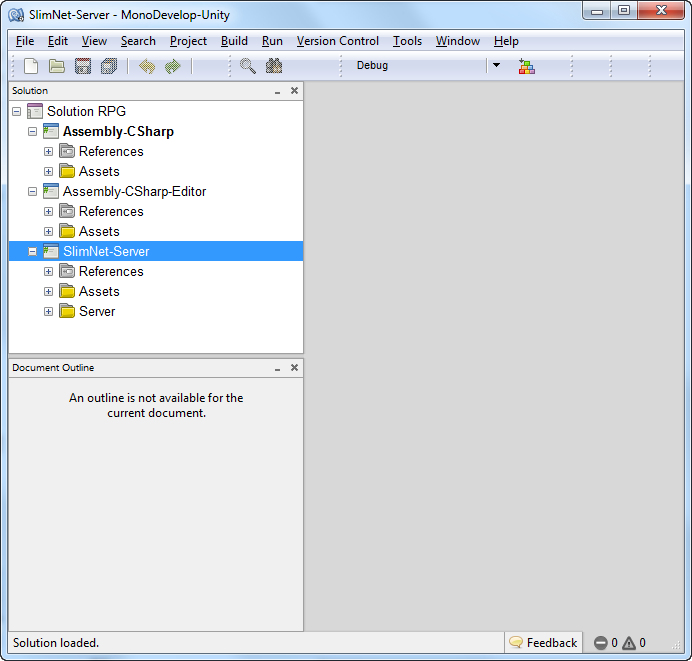 SlimNet-Server - MonoDevelop-Unity
File Edit View Search Project Build Run Version Control Tools Window Help
Debug
Solution
Solution RPG
Assembly-CSharp
References
Assets
Assembly-CSharp-Editor
References
Assets
SlimNet-Server
References
Assets
Server
Document Outline
An outline is not available for the
current document.
Solution loaded.
Feedback
0
0